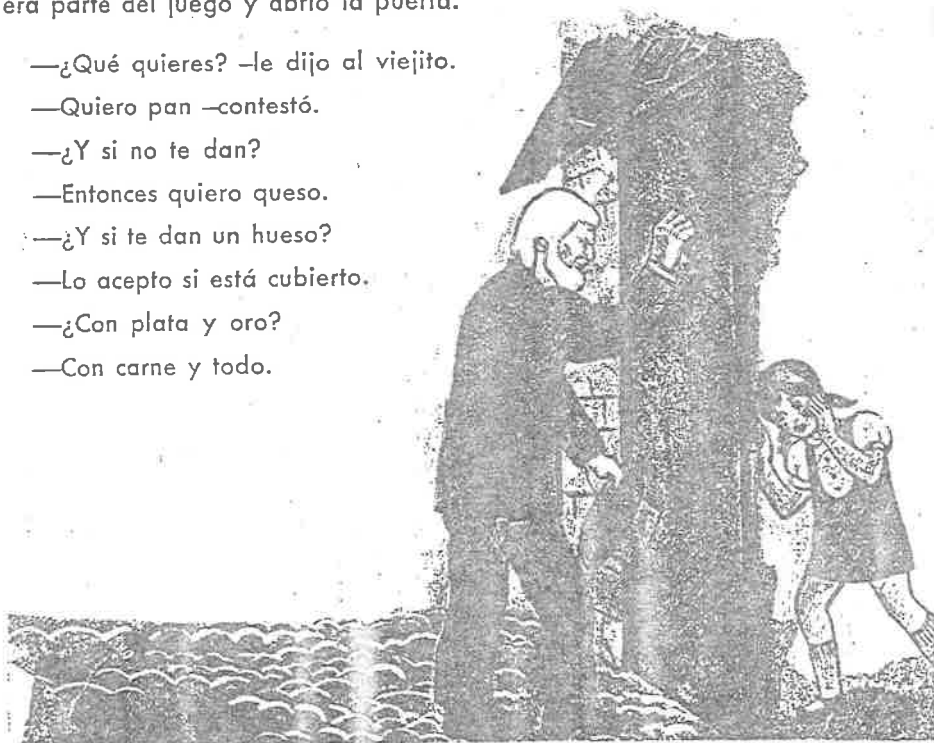 era parte del juego y abrió la puerta.
—¿Qué quieres? —le dijo al viejito.
—Quiero pan —contestó.
—¿Y si no te dan?
—Entonces quiero queso.
—¿Y si te dan un hueso?
—Lo acepto si está cubierto.
—¿Con plata y oro?
—Con carne y todo.